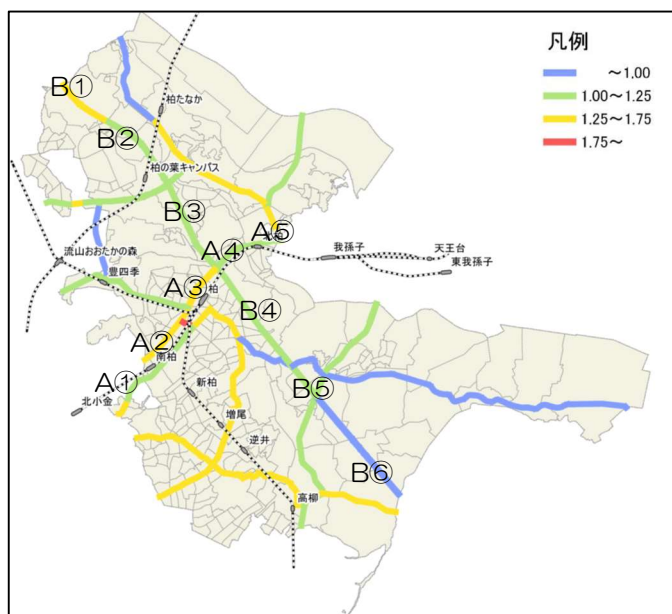 凡例
～1.00
1.00～1.25
1.25～1.75
1.75～
B①
柏たなか
B②
柏の葉キャンパス
B③
A⑤
A④
我孫子
天王台
東我孫子
流山おおたかの森
豊四季
A③
柏
B④
A②
南柏
A①
新柏
B⑤
北小金
増尾
逆井
B⑥
高柳